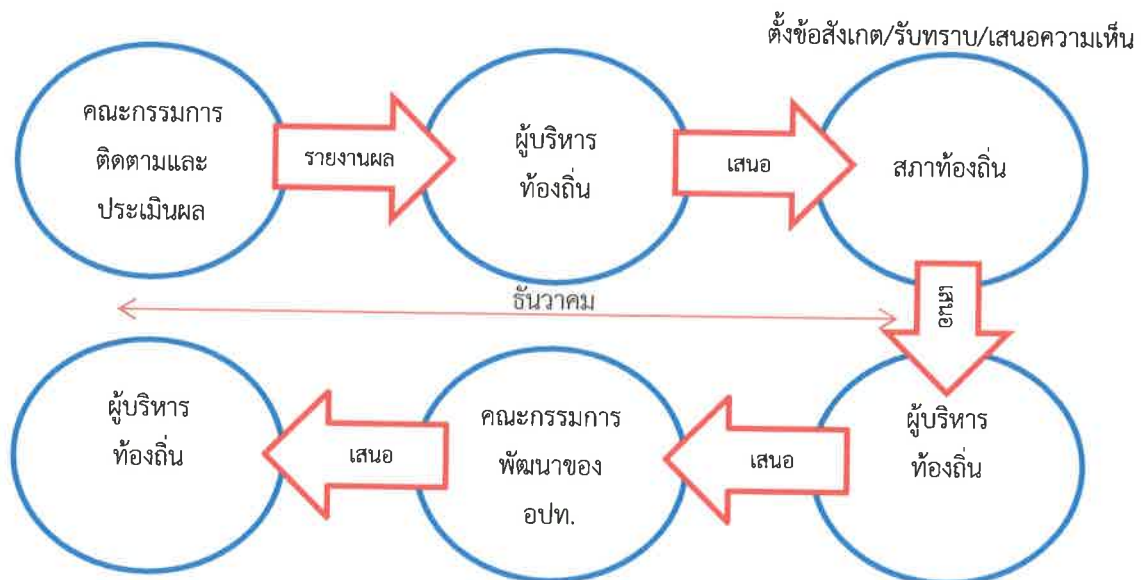 ตั้งข้อสังเกต/รับทราบ/เสนอความเห็น
คณะกรรมการ
ติดตามและ
ประเมินผล
รายงานผล
ผู้บริหาร
ท้องถิ่น
เสนอ
สภาท้องถิ่น
เสนอ
ธันวาคม
ผู้บริหาร
ท้องถิ่น
เสนอ
คณะกรรมการ
พัฒนาของ
อปท.
เสนอ
ผู้บริหาร
ท้องถิ่น